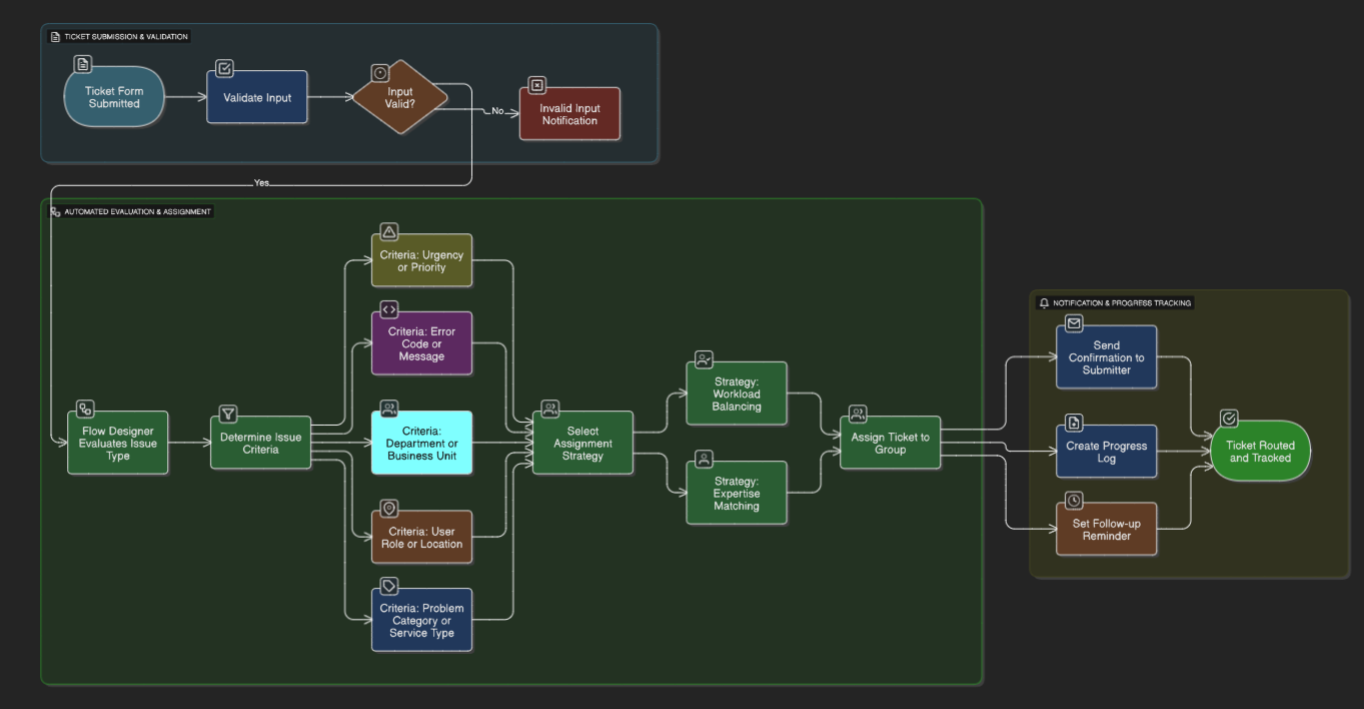 TICKET SUBMISSION & VALIDATION
Ticket Form
Submitted
Validate Input
Input
Valid?
No
Invalid Input
Notification
Yes
AUTOMATED EVALUATION & ASSIGNMENT
Flow Designer
Evaluates Issue
Type
Determine Issue
Criteria
Criteria: Urgency
or Priority
Criteria: Error
Code or
Message
Criteria:
Department or
Business Unit
Criteria: User
Role or Location
Criteria: Problem
Category or
Service Type
Select
Assignment
Strategy
Strategy:
Workload
Balancing
Strategy:
Expertise
Matching
Assign Ticket to
Group
NOTIFICATION & PROGRESS TRACKING
Send
Confirmation to
Submitter
Create Progress
Log
Set Follow-up
Reminder
Ticket Routed
and Tracked